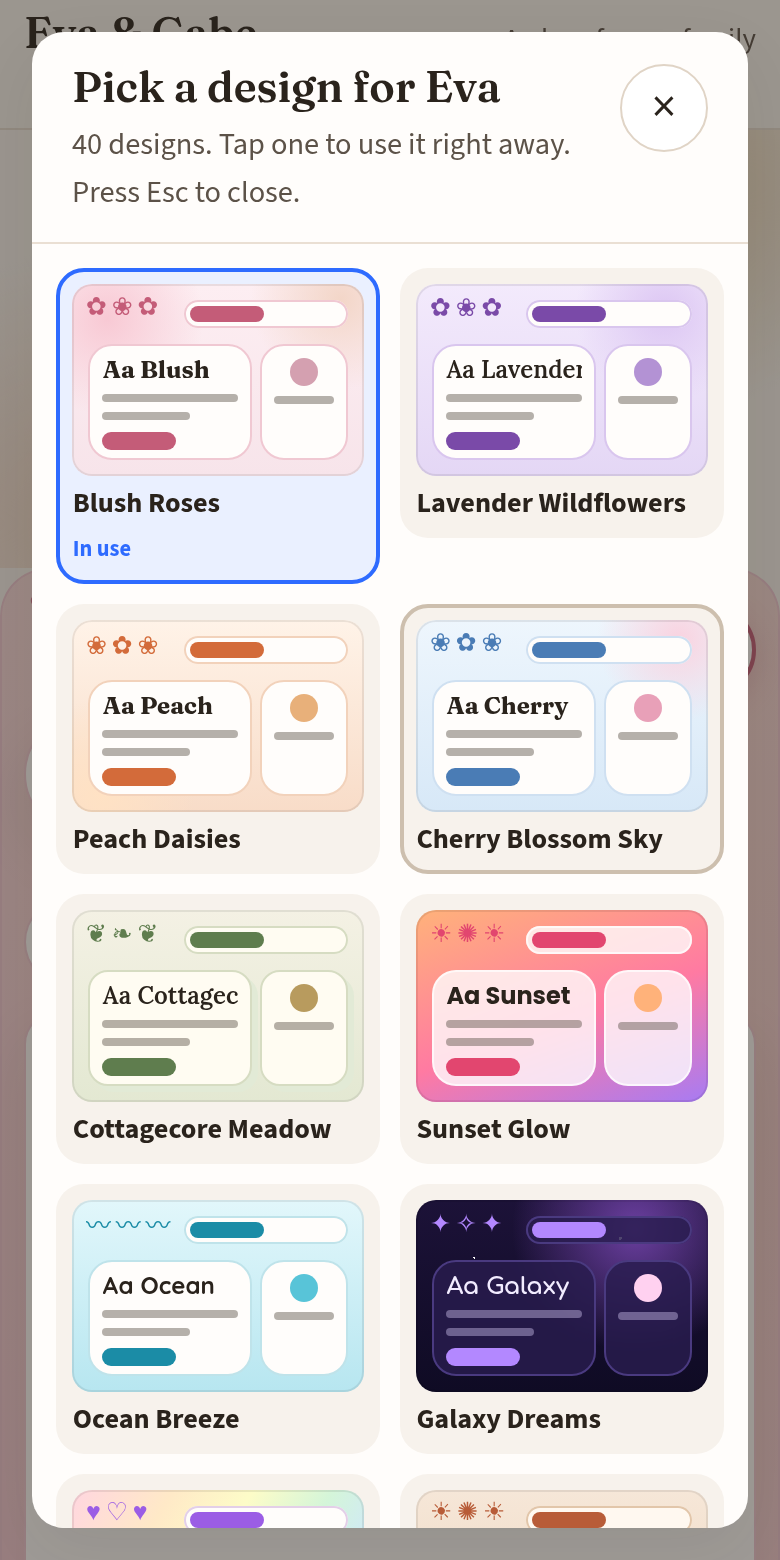 Eva & Gabe
Pick a design for Eva
×
40 designs. Tap one to use it right away.
Press Esc to close.
Aa Blush
Blush Roses
In use
Aa Lavender
Lavender Wildflowers
Aa Peach
Peach Daisies
Aa Cherry
Cherry Blossom Sky
Aa Cottagec
Cottagecore Meadow
Aa Sunset
Sunset Glow
Aa Ocean
Ocean Breeze
Aa Galaxy
Galaxy Dreams